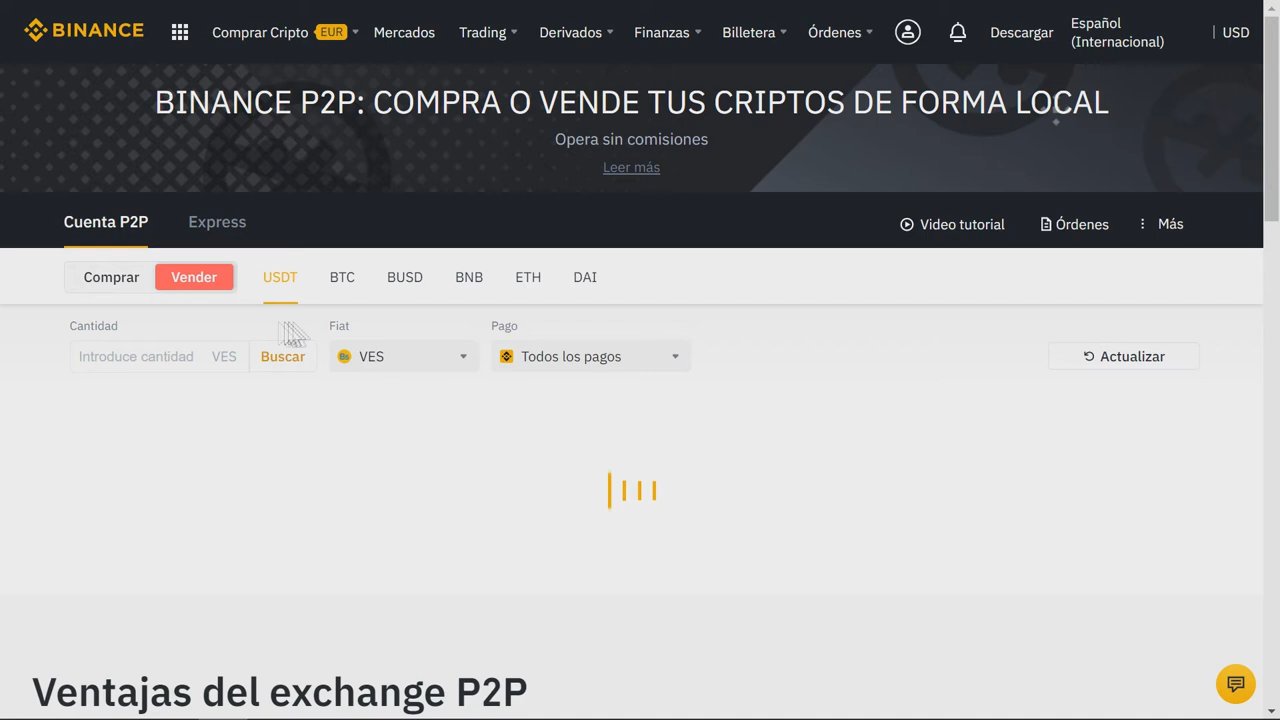 BINANCE
Comprar Cripto EUR
Mercados
Trading
Derivados
Finanzas
Billetera
Órdenes
Descargar
Español
(Internacional)
| USD
BINANCE P2P: COMPRA O VENDE TUS CRIPTOS DE FORMA LOCAL
Opera sin comisiones
Leer más
Cuenta P2P
Express
Video tutorial
Órdenes
Más
Comprar
Vender
USDT
BTC
BUSD
BNB
ETH
DAI
Cantidad
Fiat
Pago
Introduce cantidad VES
Buscar
Bs VES
Todos los pagos
Actualizar
Ventajas del exchange P2P